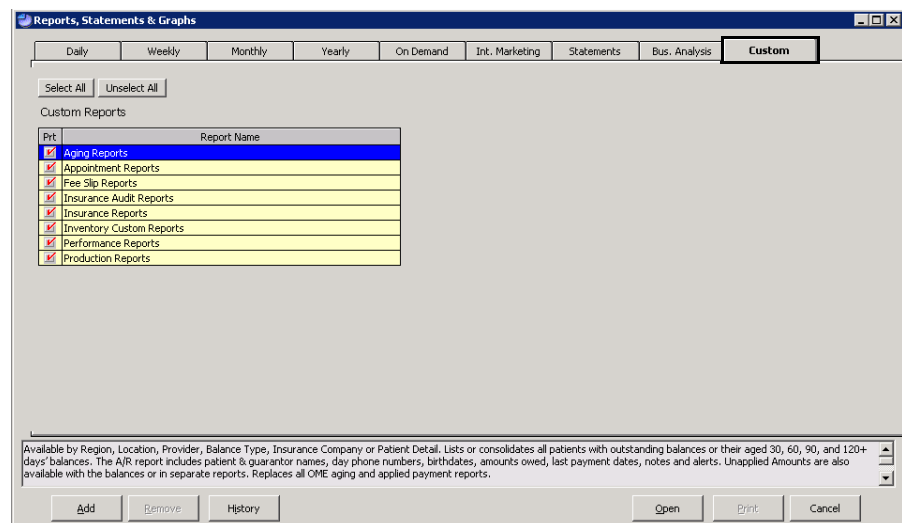 Reports, Statements & Graphs
Daily Weekly Monthly Yearly On Demand Int. Marketing Statements Bus. Analysis Custom
Select All Unselect All
Custom Reports
Prt Report Name
Aging Reports
Appointment Reports
Fee Slip Reports
Insurance Audit Reports
Insurance Reports
Inventory Custom Reports
Performance Reports
Production Reports
Available by Region, Location, Provider, Balance Type, Insurance Company or Patient Detail. Lists or consolidates all patients with outstanding balances or their aged 30, 60, 90, and 120+
days' balances. The A/R report includes patient & guarantor names, day phone numbers, birthdates, amounts owed, last payment dates, notes and alerts. Unapplied Amounts are also
available with the balances or in separate reports. Replaces all OME aging and applied payment reports.
Add Remove History Open Print Cancel